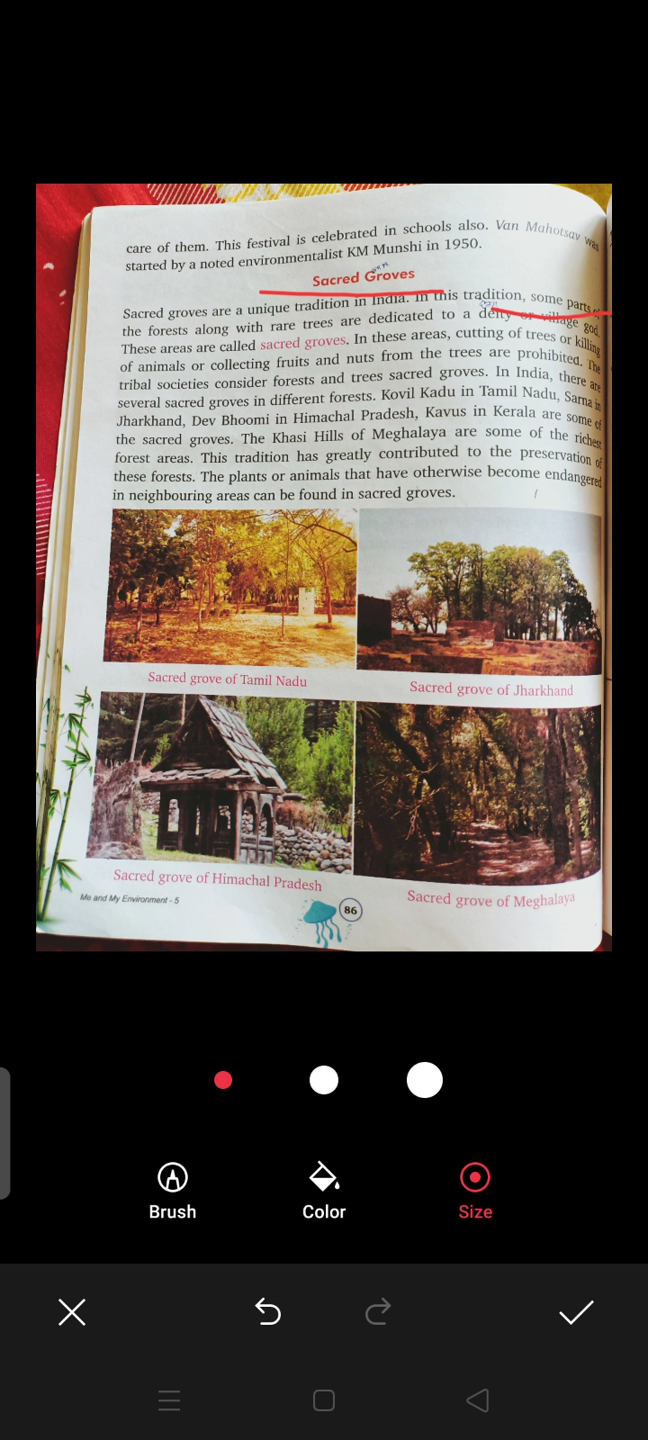 care of them. This festival is celebrated in schools also. Van Mahotsav was
started by a noted environmentalist KM Munshi in 1950.
Sacred Groves
Sacred groves are a unique tradition in India. In this tradition, some parts of
the forests along with rare trees are dedicated to a deity or village god.
These areas are called sacred groves. In these areas, cutting of trees or killing
of animals or collecting fruits and nuts from the trees are prohibited. The
tribal societies consider forests and trees sacred groves. In India, there are
several sacred groves in different forests. Kovil Kadu in Tamil Nadu, Sarna in
Jharkhand, Dev Bhoomi in Himachal Pradesh, Kavus in Kerala are some of
the sacred groves. The Khasi Hills of Meghalaya are some of the richest
forest areas. This tradition has greatly contributed to the preservation of
these forests. The plants or animals that have otherwise become endangered
in neighbouring areas can be found in sacred groves.
Sacred grove of Tamil Nadu
Sacred grove of Jharkhand
Sacred grove of Himachal Pradesh
Sacred grove of Meghalaya
Me and My Environment - 5
86
Brush
Color
Size